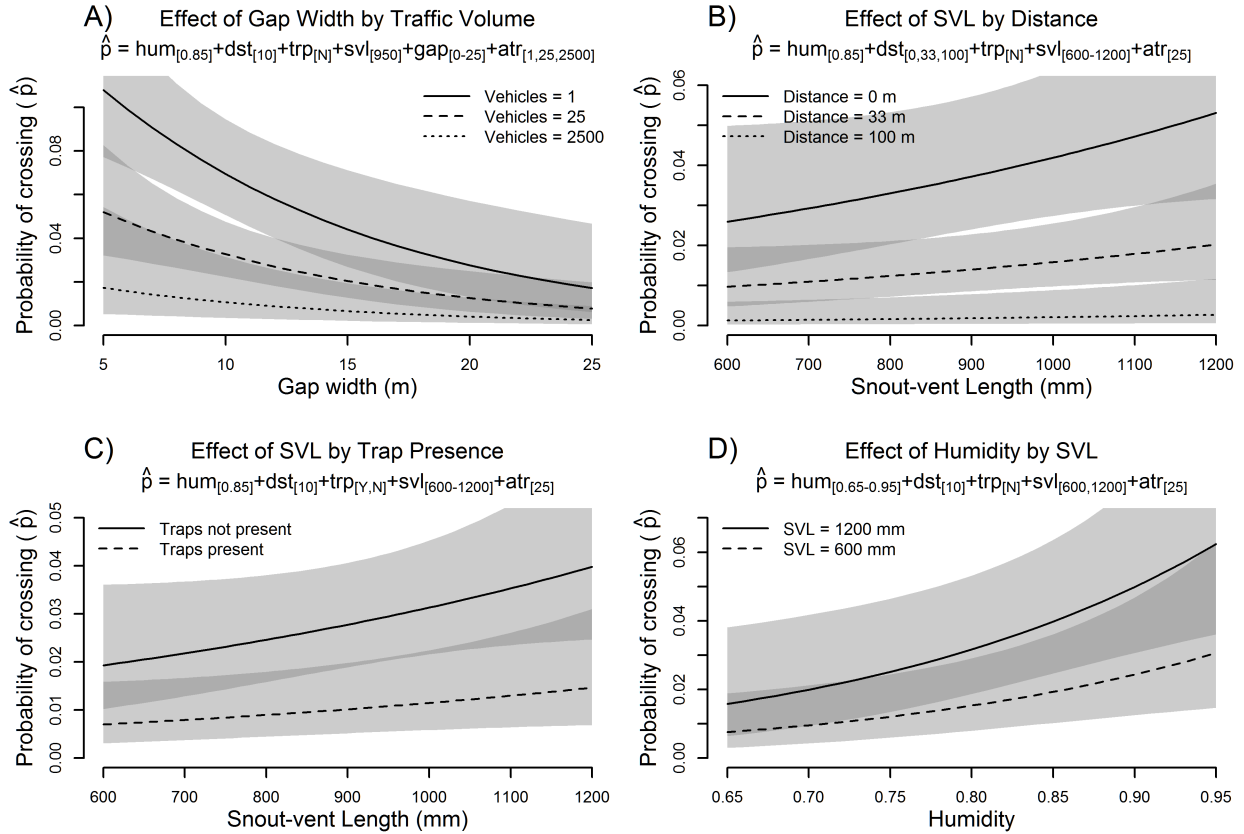 A) Effect of Gap Width by Traffic Volume
p̂ = hum[0.85]+dst[10]+trp[N]+svl[950]+gap[0-25]+atr[1,25,2500]
Vehicles = 1
Vehicles = 25
Vehicles = 2500
Probability of crossing ( p̂ )
0.00 0.04 0.08
5 10 15 20 25
Gap width (m)
B) Effect of SVL by Distance
p̂ = hum[0.85]+dst[0,33,100]+trp[N]+svl[600-1200]+atr[25]
Distance = 0 m
Distance = 33 m
Distance = 100 m
Probability of crossing ( p̂ )
0.00 0.02 0.04 0.06
600 700 800 900 1000 1100 1200
Snout-vent Length (mm)
C) Effect of SVL by Trap Presence
p̂ = hum[0.85]+dst[10]+trp[Y,N]+svl[600-1200]+atr[25]
Traps not present
Traps present
Probability of crossing ( p̂ )
0.00 0.01 0.02 0.03 0.04 0.05
600 700 800 900 1000 1100 1200
Snout-vent Length (mm)
D) Effect of Humidity by SVL
p̂ = hum[0.65-0.95]+dst[10]+trp[N]+svl[600,1200]+atr[25]
SVL = 1200 mm
SVL = 600 mm
Probability of crossing ( p̂ )
0.00 0.02 0.04 0.06
0.65 0.70 0.75 0.80 0.85 0.90 0.95
Humidity